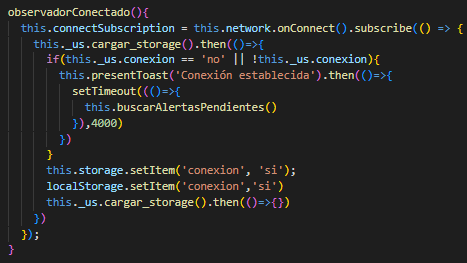 observadorConectado(){
this.connectSubscription = this.network.onConnect().subscribe(() => {
this._us.cargar_storage().then(()=>{
if(this._us.conexion == 'no' || !this._us.conexion){
this.presentToast('Conexión establecida').then(()=>{
setTimeout((()=>{
this.buscarAlertasPendientes()
}),4000)
})
}
this.storage.setItem('conexion', 'si');
localStorage.setItem('conexion','si')
this._us.cargar_storage().then(()=>{})
})
});
}